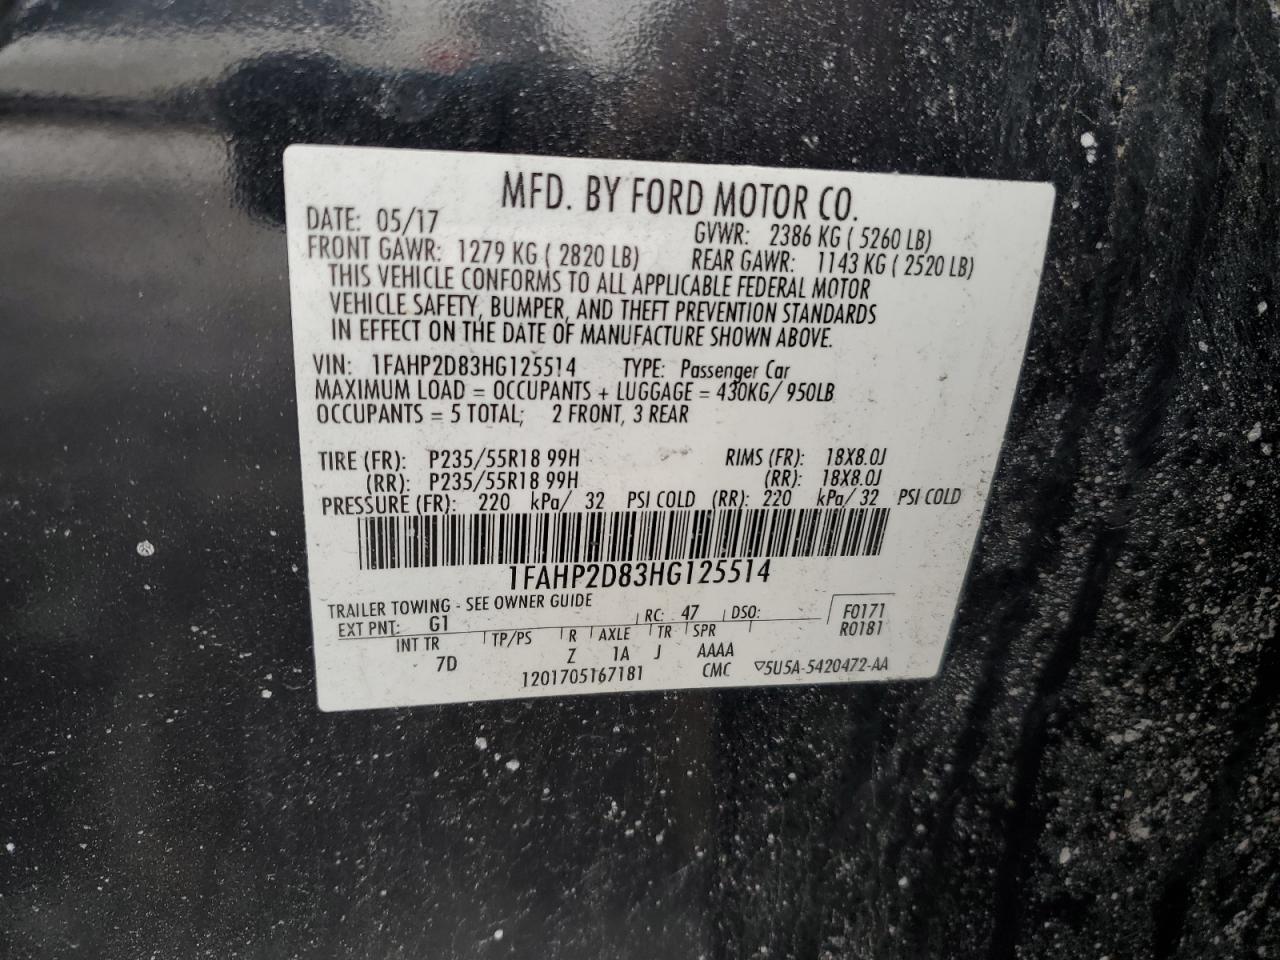 MFD. BY FORD MOTOR CO.
DATE: 05/17 GVWR: 2386 KG ( 5260 LB)
FRONT GAWR: 1279 KG ( 2820 LB) REAR GAWR: 1143 KG ( 2520 LB)
THIS VEHICLE CONFORMS TO ALL APPLICABLE FEDERAL MOTOR
VEHICLE SAFETY, BUMPER, AND THEFT PREVENTION STANDARDS
IN EFFECT ON THE DATE OF MANUFACTURE SHOWN ABOVE.
VIN: 1FAHP2D83HG125514 TYPE: Passenger Car
MAXIMUM LOAD = OCCUPANTS + LUGGAGE = 430KG/ 950LB
OCCUPANTS = 5 TOTAL; 2 FRONT, 3 REAR
TIRE (FR): P235/55R18 99H RIMS (FR): 18X8.0J
(RR): P235/55R18 99H (RR): 18X8.0J
PRESSURE (FR): 220 kPa/ 32 PSI COLD (RR): 220 kPa/ 32 PSI COLD
1FAHP2D83HG125514
TRAILER TOWING - SEE OWNER GUIDE
EXT PNT: G1 RC: 47 DSO: F0171
R0181
INT TR TP/PS R AXLE TR SPR
7D Z 1A J AAAA
1201705167181 CMC ▽5U5A-5420472-AA